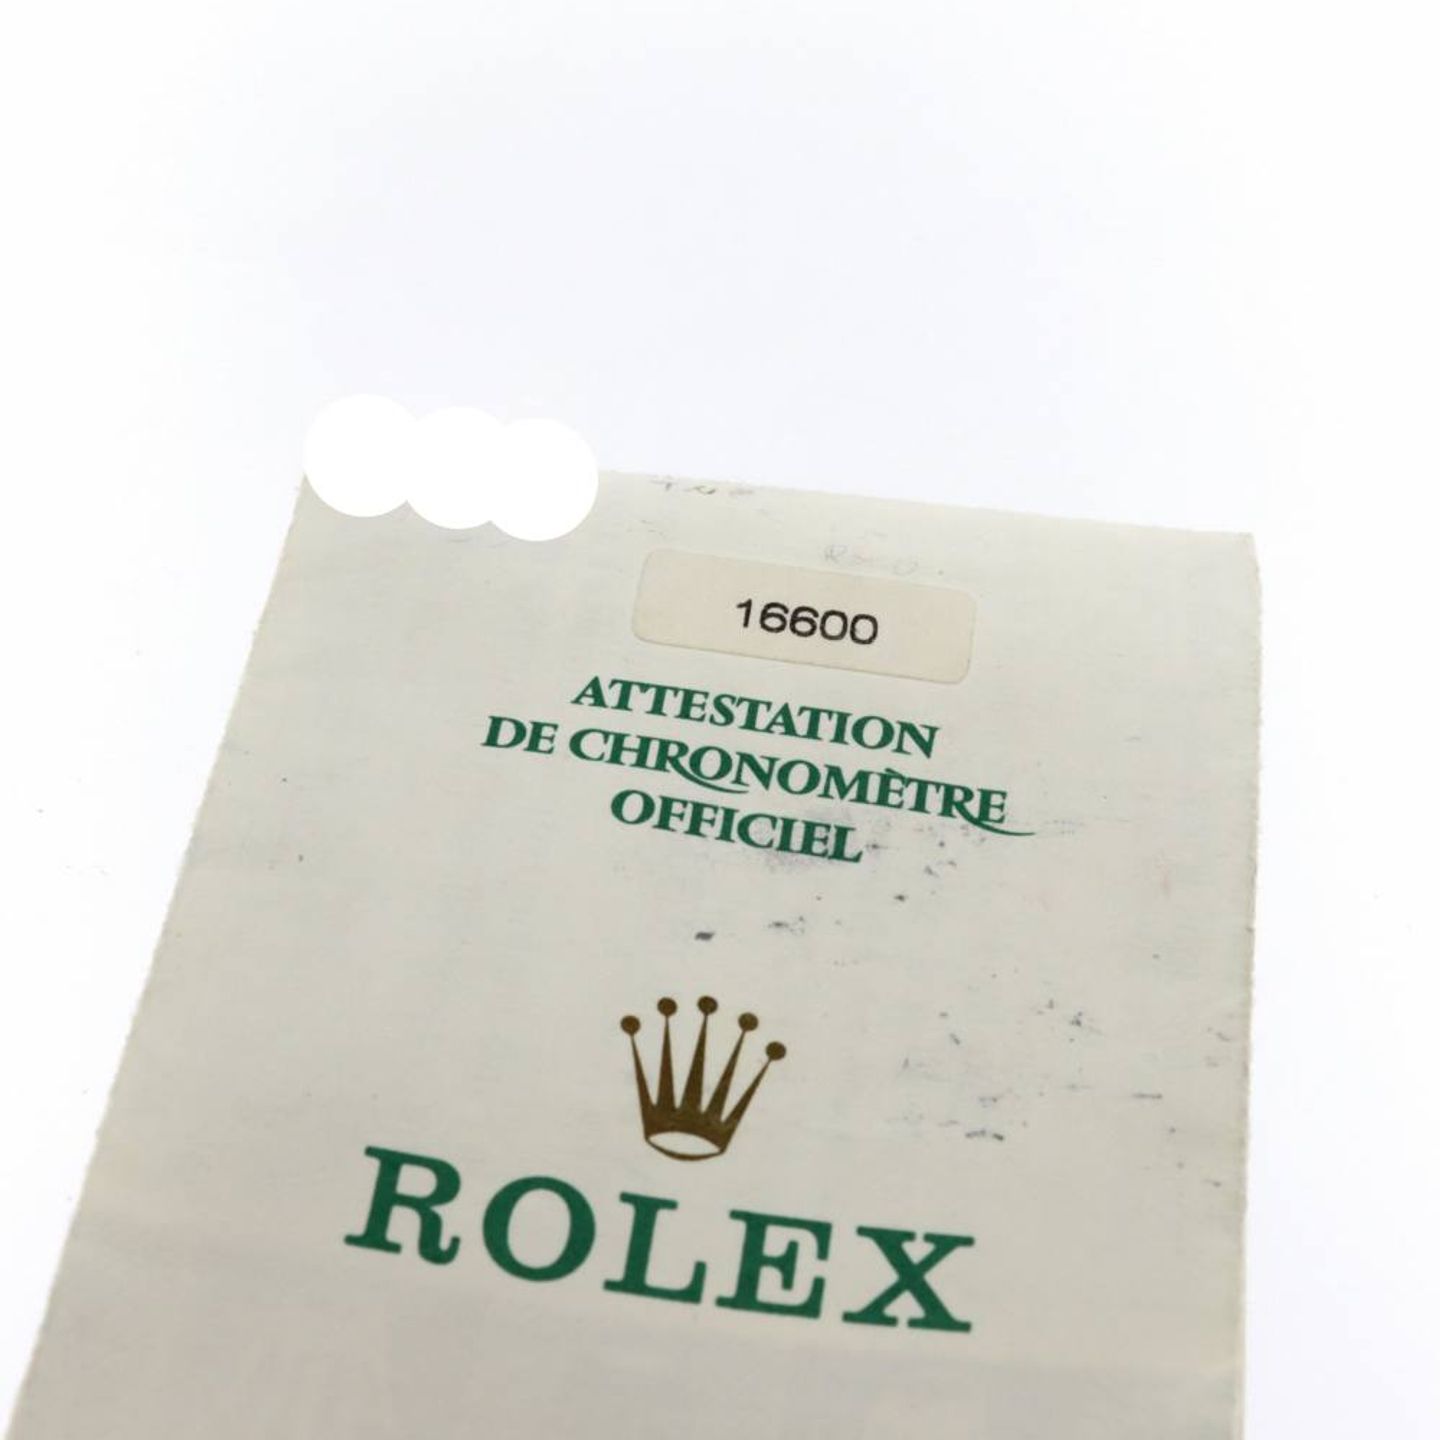 16600
ATTESTATION
DE CHRONOMÈTRE
OFFICIEL
ROLEX